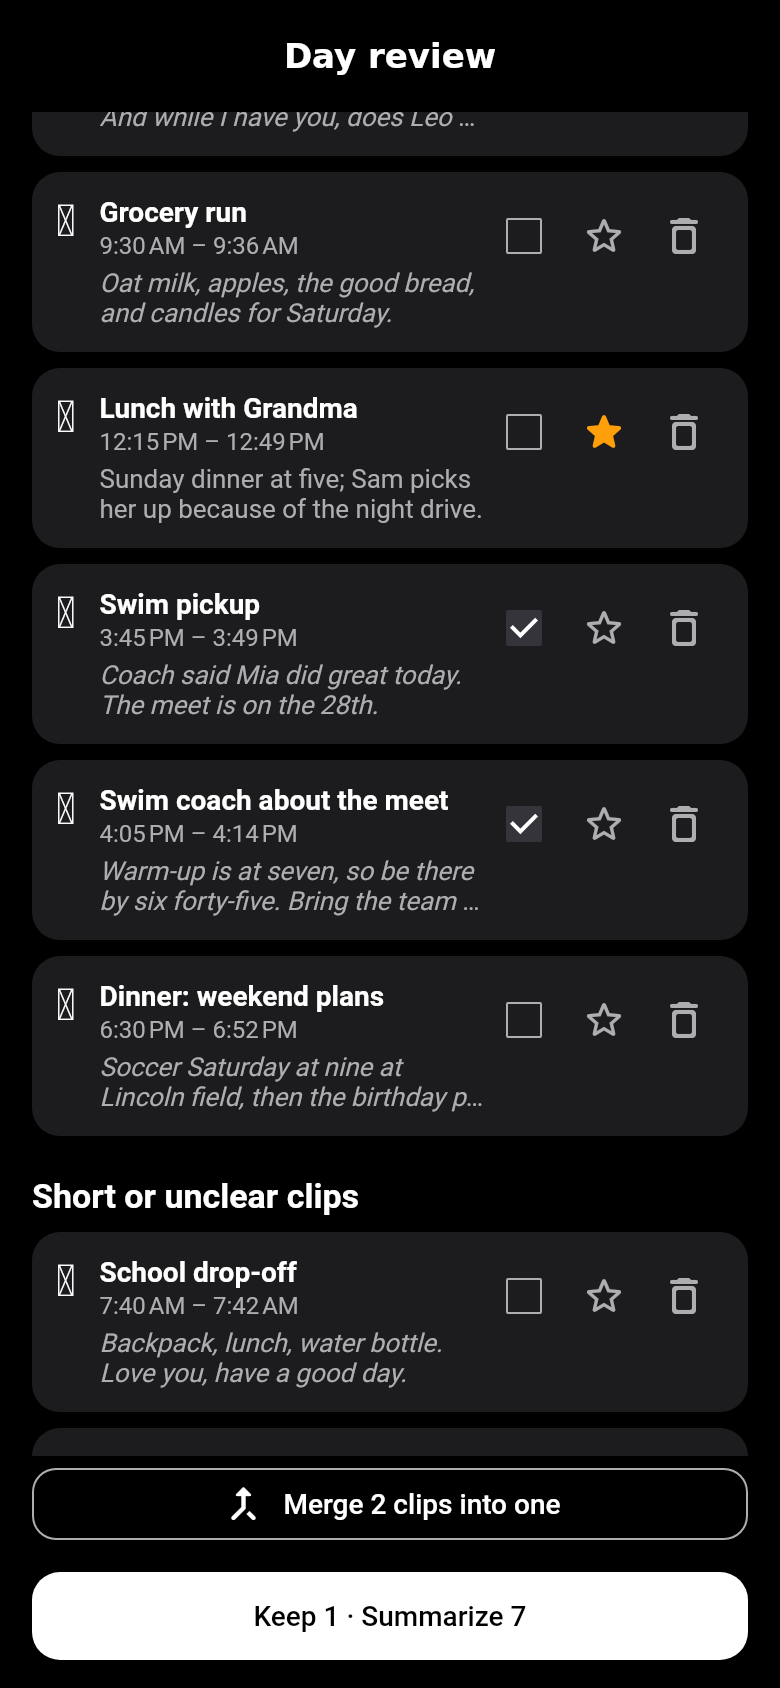 Day review
And while I have you, does Leo …
Grocery run
9:30 AM – 9:36 AM
Oat milk, apples, the good bread,
and candles for Saturday.
Lunch with Grandma
12:15 PM – 12:49 PM
Sunday dinner at five; Sam picks
her up because of the night drive.
Swim pickup
3:45 PM – 3:49 PM
Coach said Mia did great today.
The meet is on the 28th.
Swim coach about the meet
4:05 PM – 4:14 PM
Warm-up is at seven, so be there
by six forty-five. Bring the team …
Dinner: weekend plans
6:30 PM – 6:52 PM
Soccer Saturday at nine at
Lincoln field, then the birthday p…
Short or unclear clips
School drop-off
7:40 AM – 7:42 AM
Backpack, lunch, water bottle.
Love you, have a good day.
Merge 2 clips into one
Keep 1 · Summarize 7